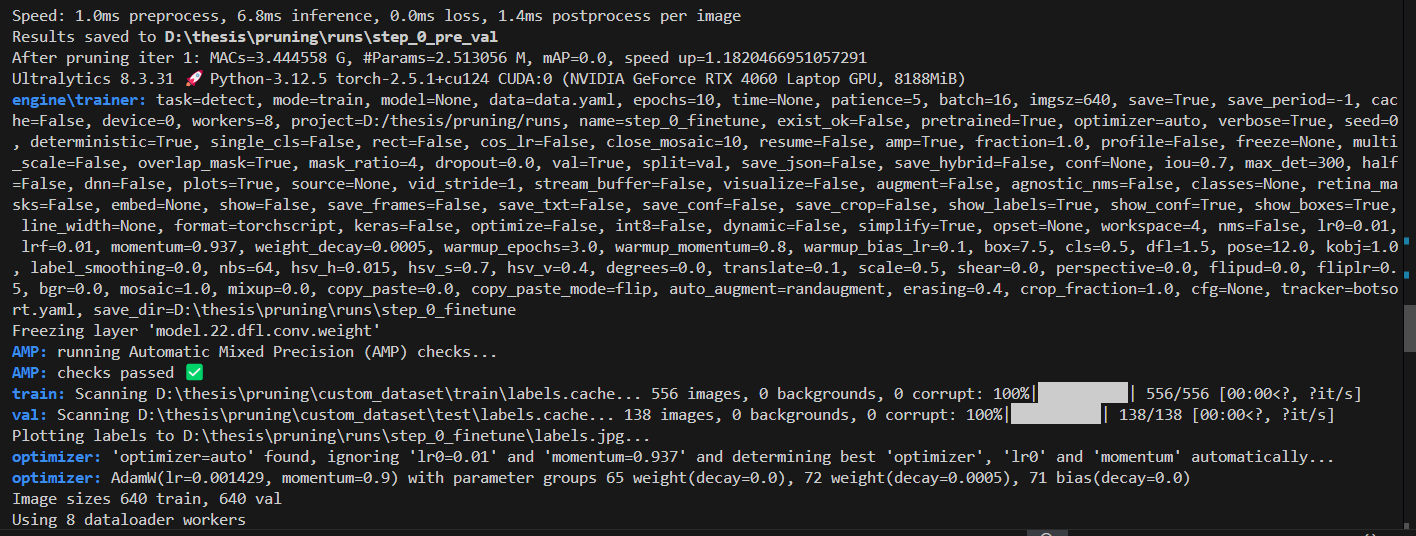 Speed: 1.0ms preprocess, 6.8ms inference, 0.0ms loss, 1.4ms postprocess per image
Results saved to D:\thesis\pruning\runs\step_0_pre_val
After pruning iter 1: MACs=3.444558 G, #Params=2.513056 M, mAP=0.0, speed up=1.1820466951057291
Ultralytics 8.3.31 🚀 Python-3.12.5 torch-2.5.1+cu124 CUDA:0 (NVIDIA GeForce RTX 4060 Laptop GPU, 8188MiB)
engine\trainer: task=detect, mode=train, model=None, data=data.yaml, epochs=10, time=None, patience=5, batch=16, imgsz=640, save=True, save_period=-1, cac
he=False, device=0, workers=8, project=D:/thesis/pruning/runs, name=step_0_finetune, exist_ok=False, pretrained=True, optimizer=auto, verbose=True, seed=0
, deterministic=True, single_cls=False, rect=False, cos_lr=False, close_mosaic=10, resume=False, amp=True, fraction=1.0, profile=False, freeze=None, multi
_scale=False, overlap_mask=True, mask_ratio=4, dropout=0.0, val=True, split=val, save_json=False, save_hybrid=False, conf=None, iou=0.7, max_det=300, half
=False, dnn=False, plots=True, source=None, vid_stride=1, stream_buffer=False, visualize=False, augment=False, agnostic_nms=False, classes=None, retina_ma
sks=False, embed=None, show=False, save_frames=False, save_txt=False, save_conf=False, save_crop=False, show_labels=True, show_conf=True, show_boxes=True,
line_width=None, format=torchscript, keras=False, optimize=False, int8=False, dynamic=False, simplify=True, opset=None, workspace=4, nms=False, lr0=0.01,
lrf=0.01, momentum=0.937, weight_decay=0.0005, warmup_epochs=3.0, warmup_momentum=0.8, warmup_bias_lr=0.1, box=7.5, cls=0.5, dfl=1.5, pose=12.0, kobj=1.0
, label_smoothing=0.0, nbs=64, hsv_h=0.015, hsv_s=0.7, hsv_v=0.4, degrees=0.0, translate=0.1, scale=0.5, shear=0.0, perspective=0.0, flipud=0.0, fliplr=0.
5, bgr=0.0, mosaic=1.0, mixup=0.0, copy_paste=0.0, copy_paste_mode=flip, auto_augment=randaugment, erasing=0.4, crop_fraction=1.0, cfg=None, tracker=botso
rt.yaml, save_dir=D:\thesis\pruning\runs\step_0_finetune
Freezing layer 'model.22.dfl.conv.weight'
AMP: running Automatic Mixed Precision (AMP) checks...
AMP: checks passed ✅
train: Scanning D:\thesis\pruning\custom_dataset\train\labels.cache... 556 images, 0 backgrounds, 0 corrupt: 100%|██████████| 556/556 [00:00<?, ?it/s]
val: Scanning D:\thesis\pruning\custom_dataset\test\labels.cache... 138 images, 0 backgrounds, 0 corrupt: 100%|██████████| 138/138 [00:00<?, ?it/s]
Plotting labels to D:\thesis\pruning\runs\step_0_finetune\labels.jpg...
optimizer: 'optimizer=auto' found, ignoring 'lr0=0.01' and 'momentum=0.937' and determining best 'optimizer', 'lr0' and 'momentum' automatically...
optimizer: AdamW(lr=0.001429, momentum=0.9) with parameter groups 65 weight(decay=0.0), 72 weight(decay=0.0005), 71 bias(decay=0.0)
Image sizes 640 train, 640 val
Using 8 dataloader workers